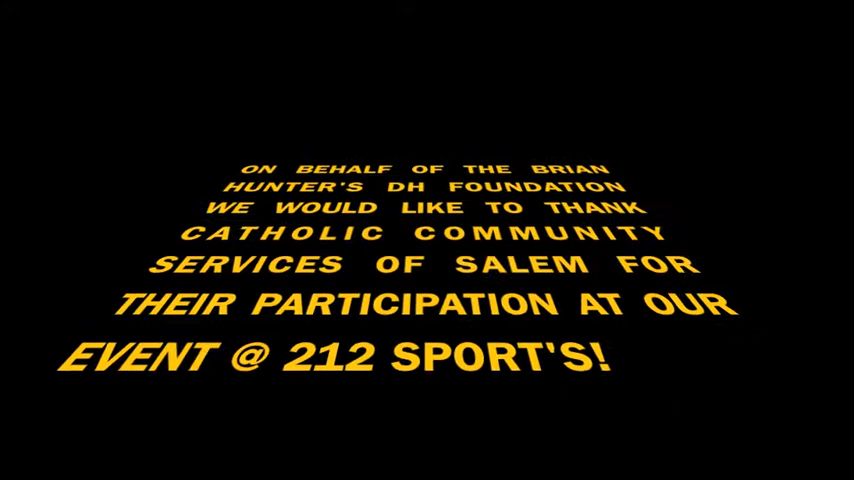 ON BEHALF OF THE BRIAN
HUNTER'S DH FOUNDATION
WE WOULD LIKE TO THANK
CATHOLIC COMMUNITY
SERVICES OF SALEM FOR
THEIR PARTICIPATION AT OUR
EVENT @ 212 SPORT'S!